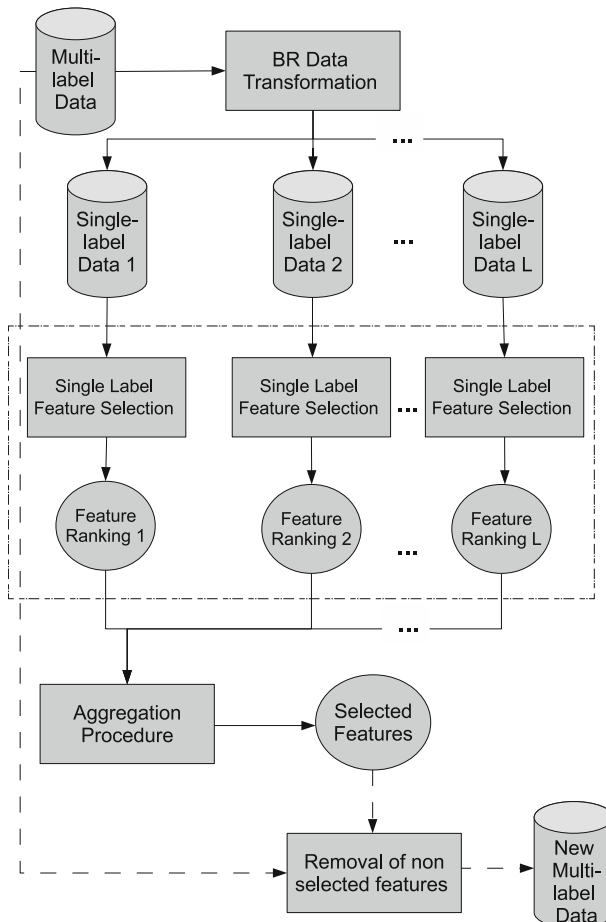 Multi-
label
Data
BR Data
Transformation
...
Single-
label
Data 1
Single-
label
Data 2
...
Single-
label
Data L
Single Label
Feature Selection
Single Label
Feature Selection
...
Single Label
Feature Selection
Feature
Ranking 1
Feature
Ranking 2
...
Feature
Ranking L
...
Aggregation
Procedure
Selected
Features
Removal of non
selected features
New
Multi-
label
Data